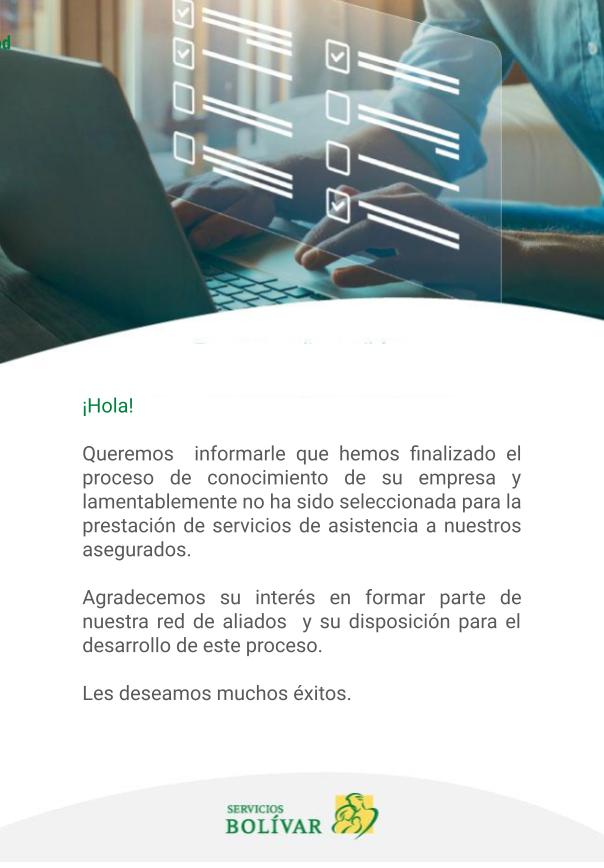 ¡Hola!
Queremos informarle que hemos finalizado el
proceso de conocimiento de su empresa y
lamentablemente no ha sido seleccionada para la
prestación de servicios de asistencia a nuestros
asegurados.
Agradecemos su interés en formar parte de
nuestra red de aliados y su disposición para el
desarrollo de este proceso.
Les deseamos muchos éxitos.
SERVICIOS
BOLÍVAR